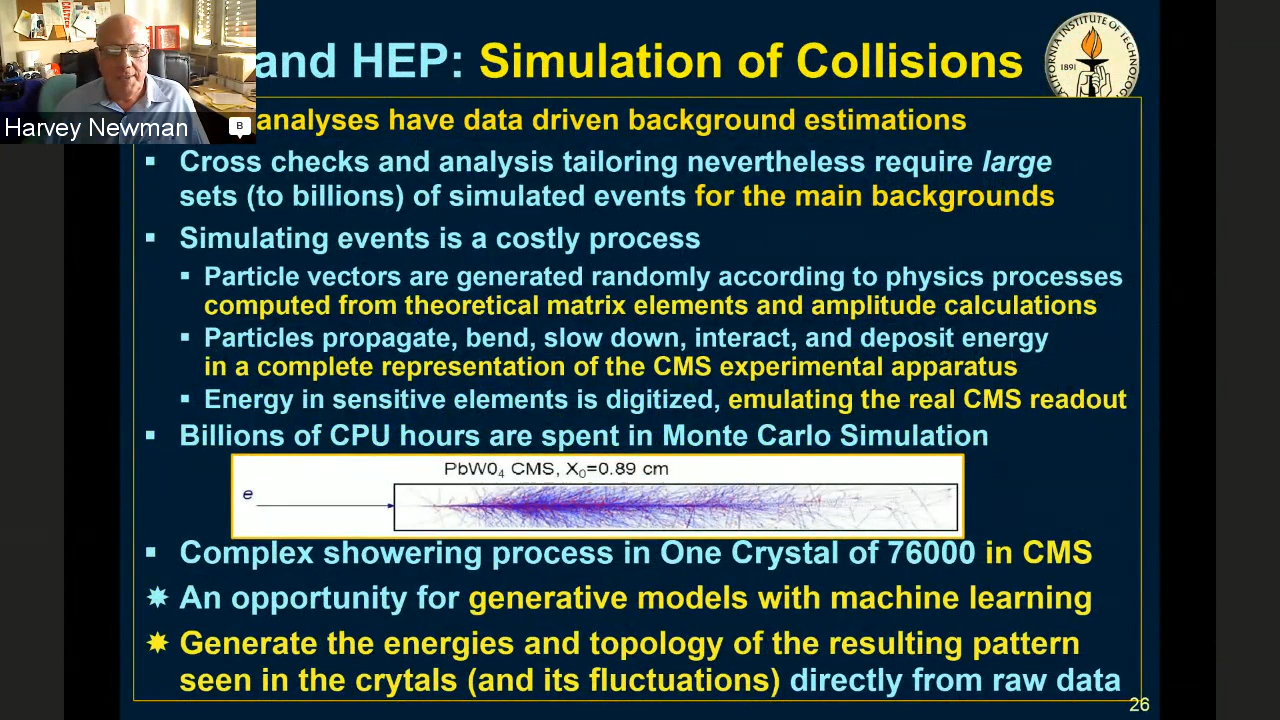 and HEP: Simulation of Collisions
CALIFORNIA INSTITUTE OF TECHNOLOGY
1891
Harvey Newman
B
analyses have data driven background estimations
▪ Cross checks and analysis tailoring nevertheless require large
sets (to billions) of simulated events for the main backgrounds
▪ Simulating events is a costly process
▪ Particle vectors are generated randomly according to physics processes
computed from theoretical matrix elements and amplitude calculations
▪ Particles propagate, bend, slow down, interact, and deposit energy
in a complete representation of the CMS experimental apparatus
▪ Energy in sensitive elements is digitized, emulating the real CMS readout
▪ Billions of CPU hours are spent in Monte Carlo Simulation
PbW0₄ CMS, X₀=0.89 cm
e
▪ Complex showering process in One Crystal of 76000 in CMS
✷ An opportunity for generative models with machine learning
✷ Generate the energies and topology of the resulting pattern
seen in the crytals (and its fluctuations) directly from raw data
26